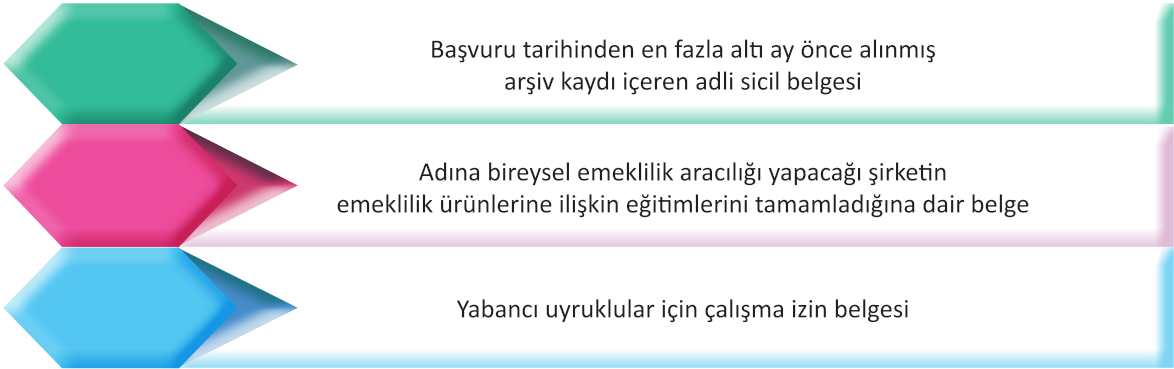 Başvuru tarihinden en fazla altı ay önce alınmış
arşiv kaydı içeren adli sicil belgesi
Adına bireysel emeklilik aracılığı yapacağı şirketin
emeklilik ürünlerine ilişkin eğitimlerini tamamladığına dair belge
Yabancı uyruklular için çalışma izin belgesi